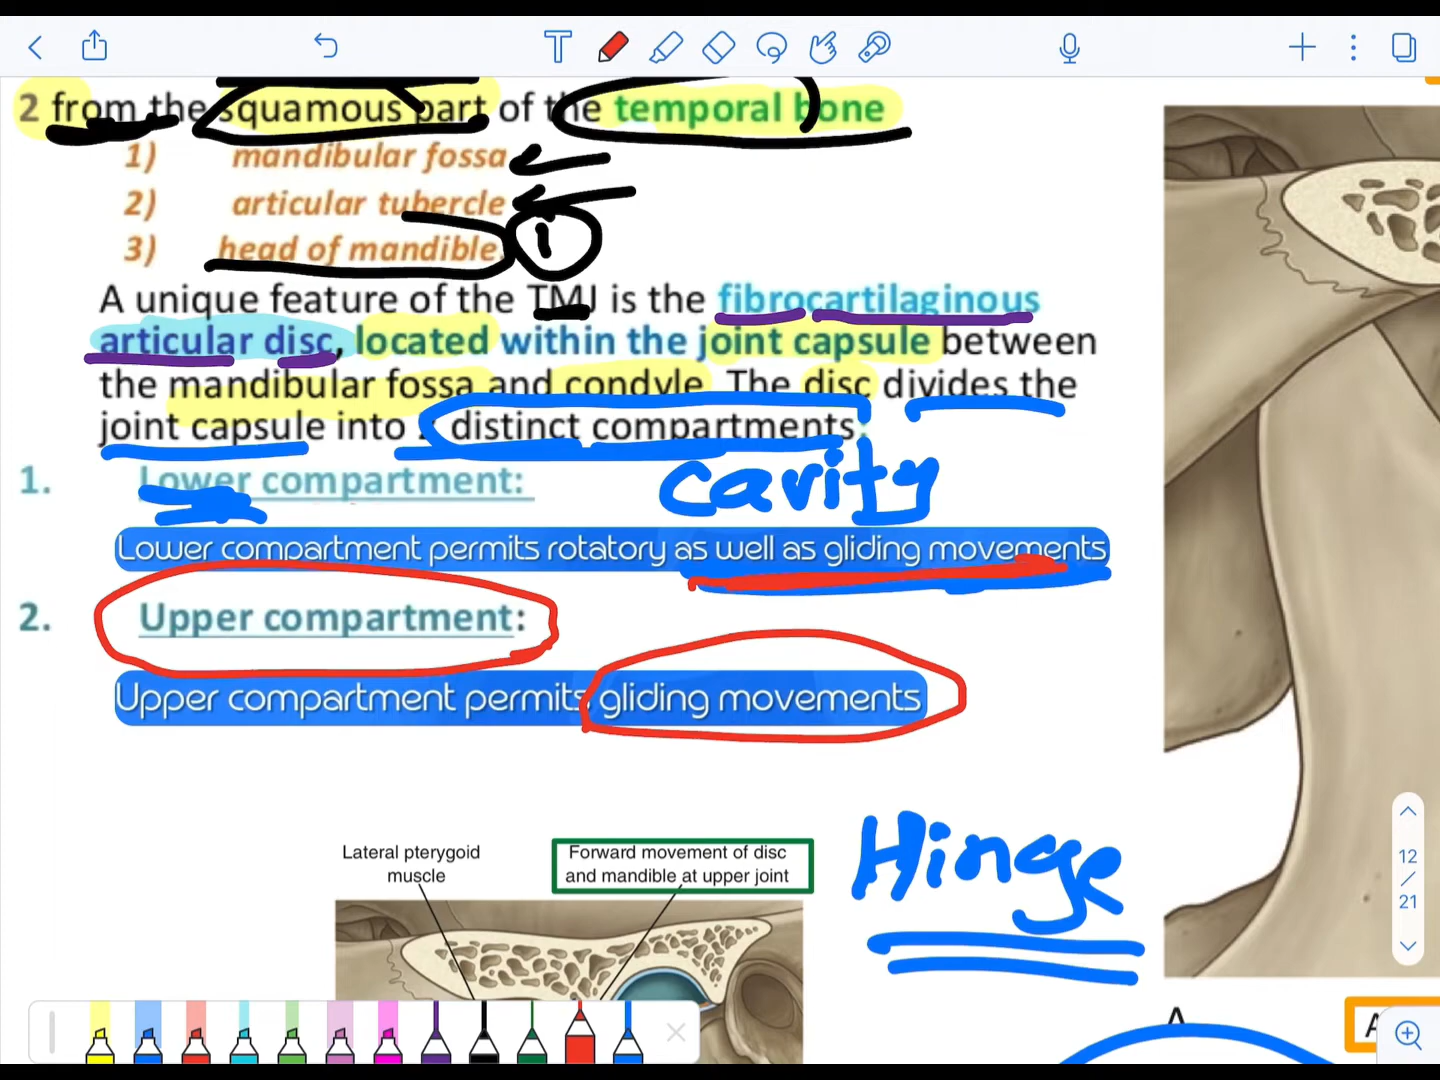 2 from the squamous part of the temporal bone
1) mandibular fossa
2) articular tubercle
3) head of mandible. 1
A unique feature of the TMJ is the fibrocartilaginous
articular disc, located within the joint capsule between
the mandibular fossa and condyle. The disc divides the
joint capsule into 2 distinct compartments:
Cavity
1. Lower compartment:
Lower compartment permits rotatory as well as gliding movements
2. Upper compartment:
Upper compartment permits gliding movements
Hinge
Lateral pterygoid
muscle
Forward movement of disc
and mandible at upper joint
12
/
21
A